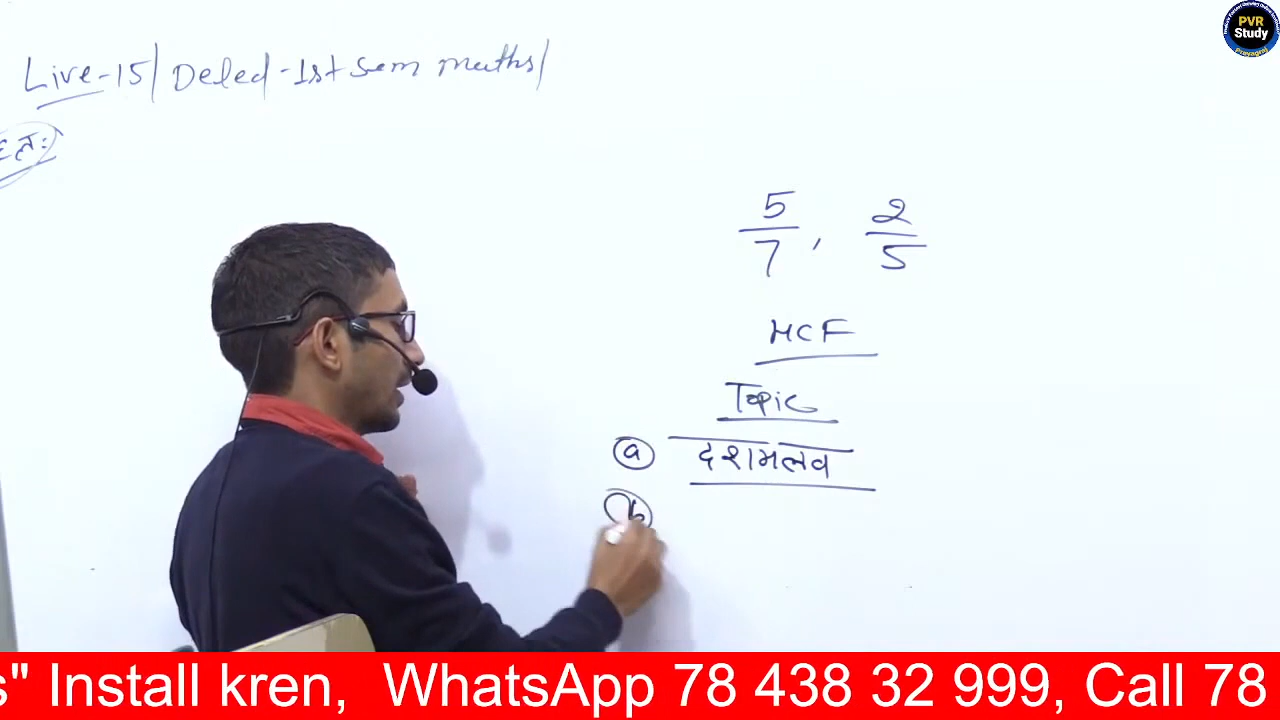 PVR
Study
Prayagraj
Live-15/ Deled-1st sem maths/
5/7, 2/5
HCF
Topic
(a) दशमलव
(b)
s" Install kren, WhatsApp 78 438 32 999, Call 78